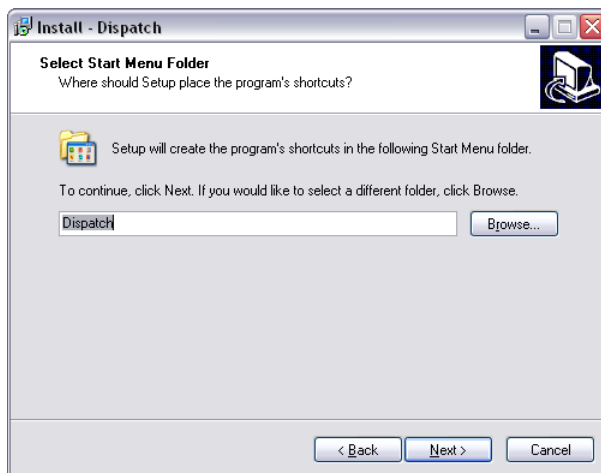 Install - Dispatch
Select Start Menu Folder
Where should Setup place the program's shortcuts?
Setup will create the program's shortcuts in the following Start Menu folder.
To continue, click Next. If you would like to select a different folder, click Browse.
Dispatch
Browse...
< Back
Next >
Cancel